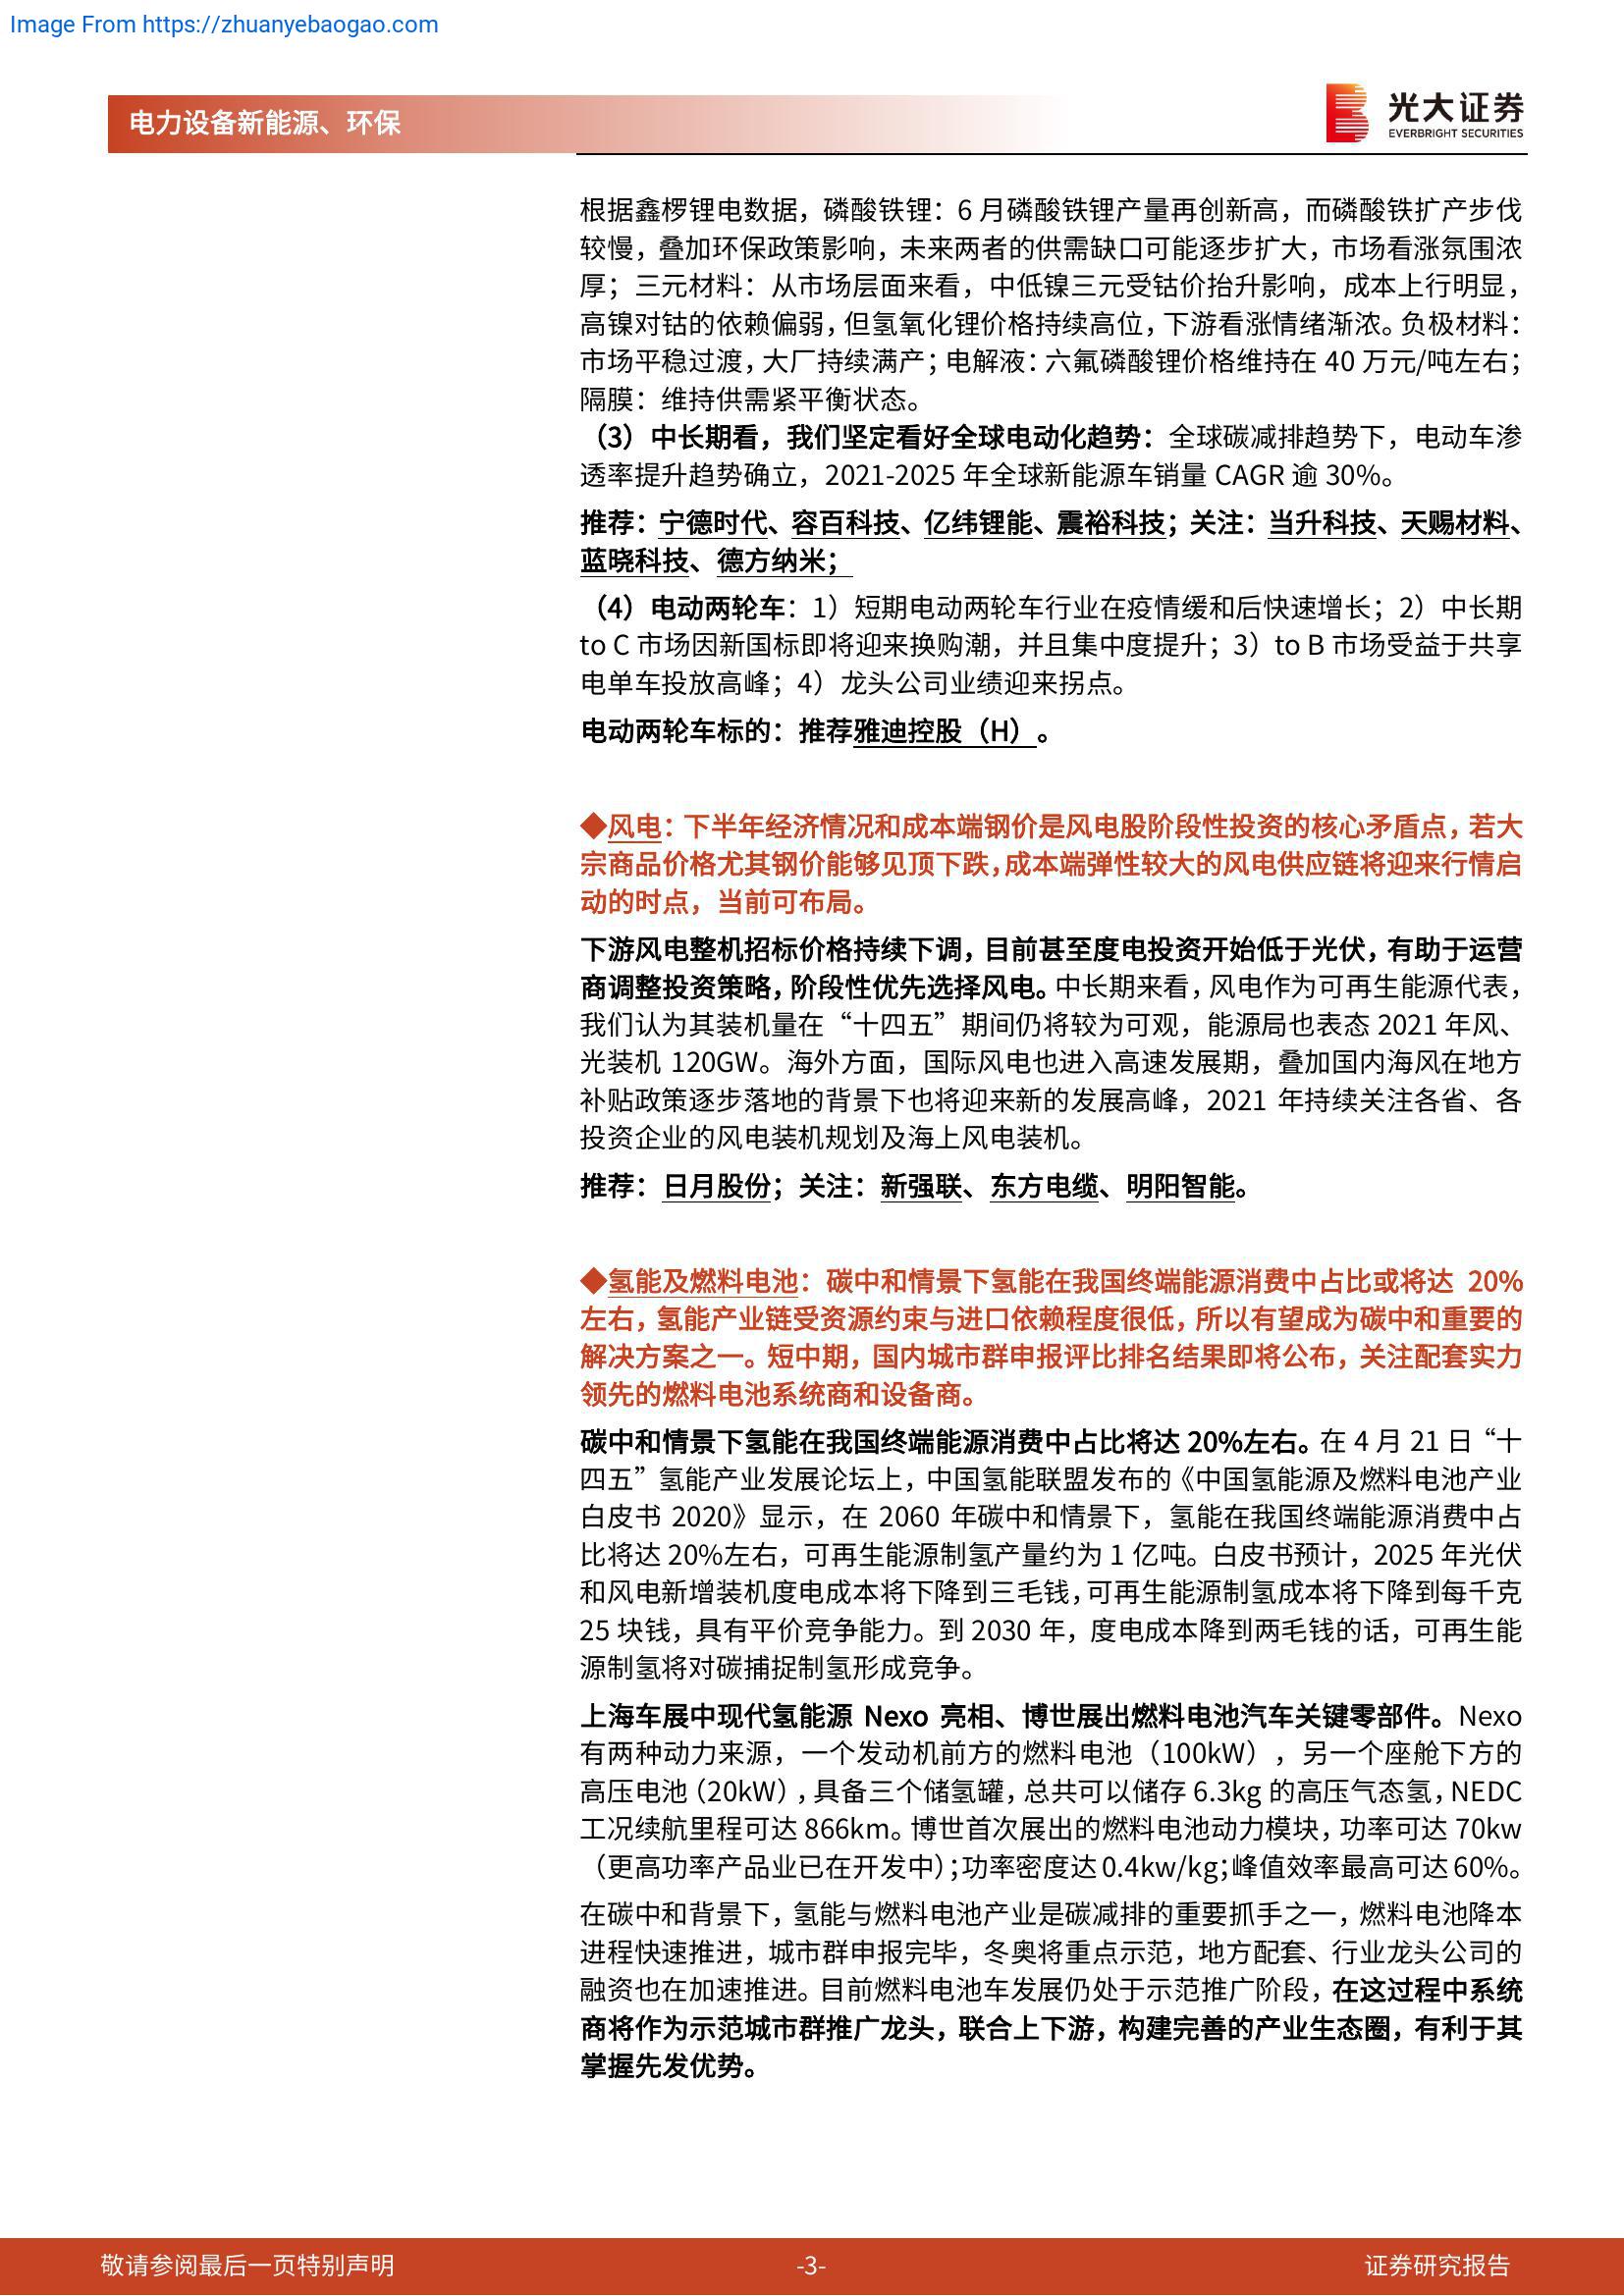 Image From https://zhuanyebaogao.com
电力设备新能源、环保
光大证券
EVERBRIGHT SECURITIES
根据鑫椤锂电数据，磷酸铁锂：6 月磷酸铁锂产量再创新高，而磷酸铁扩产步伐
较慢，叠加环保政策影响，未来两者的供需缺口可能逐步扩大，市场看涨氛围浓
厚；三元材料：从市场层面来看，中低镍三元受钴价抬升影响，成本上行明显，
高镍对钴的依赖偏弱，但氢氧化锂价格持续高位，下游看涨情绪渐浓。负极材料：
市场平稳过渡，大厂持续满产；电解液：六氟磷酸锂价格维持在 40 万元/吨左右；
隔膜：维持供需紧平衡状态。
（3）中长期看，我们坚定看好全球电动化趋势：全球碳减排趋势下，电动车渗
透率提升趋势确立，2021-2025 年全球新能源车销量 CAGR 逾 30%。
推荐：宁德时代、容百科技、亿纬锂能、震裕科技；关注：当升科技、天赐材料、
蓝晓科技、德方纳米；
（4）电动两轮车：1）短期电动两轮车行业在疫情缓和后快速增长；2）中长期
to C 市场因新国标即将迎来换购潮，并且集中度提升；3）to B 市场受益于共享
电单车投放高峰；4）龙头公司业绩迎来拐点。
电动两轮车标的：推荐雅迪控股（H）。
◆风电：下半年经济情况和成本端钢价是风电股阶段性投资的核心矛盾点，若大
宗商品价格尤其钢价能够见顶下跌，成本端弹性较大的风电供应链将迎来行情启
动的时点，当前可布局。
下游风电整机招标价格持续下调，目前甚至度电投资开始低于光伏，有助于运营
商调整投资策略，阶段性优先选择风电。中长期来看，风电作为可再生能源代表，
我们认为其装机量在“十四五”期间仍将较为可观，能源局也表态 2021 年风、
光装机 120GW。海外方面，国际风电也进入高速发展期，叠加国内海风在地方
补贴政策逐步落地的背景下也将迎来新的发展高峰，2021 年持续关注各省、各
投资企业的风电装机规划及海上风电装机。
推荐：日月股份；关注：新强联、东方电缆、明阳智能。
◆氢能及燃料电池：碳中和情景下氢能在我国终端能源消费中占比或将达 20%
左右，氢能产业链受资源约束与进口依赖程度很低，所以有望成为碳中和重要的
解决方案之一。短中期，国内城市群申报评比排名结果即将公布，关注配套实力
领先的燃料电池系统商和设备商。
碳中和情景下氢能在我国终端能源消费中占比将达 20%左右。在 4 月 21 日“十
四五”氢能产业发展论坛上，中国氢能联盟发布的《中国氢能源及燃料电池产业
白皮书 2020》显示，在 2060 年碳中和情景下，氢能在我国终端能源消费中占
比将达 20%左右，可再生能源制氢产量约为 1 亿吨。白皮书预计，2025 年光伏
和风电新增装机度电成本将下降到三毛钱，可再生能源制氢成本将下降到每千克
25 块钱，具有平价竞争能力。到 2030 年，度电成本降到两毛钱的话，可再生能
源制氢将对碳捕捉制氢形成竞争。
上海车展中现代氢能源 Nexo 亮相、博世展出燃料电池汽车关键零部件。Nexo
有两种动力来源，一个发动机前方的燃料电池（100kW），另一个座舱下方的
高压电池（20kW），具备三个储氢罐，总共可以储存 6.3kg 的高压气态氢，NEDC
工况续航里程可达 866km。博世首次展出的燃料电池动力模块，功率可达 70kw
（更高功率产品业已在开发中）；功率密度达 0.4kw/kg；峰值效率最高可达 60%。
在碳中和背景下，氢能与燃料电池产业是碳减排的重要抓手之一，燃料电池降本
进程快速推进，城市群申报完毕，冬奥将重点示范，地方配套、行业龙头公司的
融资也在加速推进。目前燃料电池车发展仍处于示范推广阶段，在这过程中系统
商将作为示范城市群推广龙头，联合上下游，构建完善的产业生态圈，有利于其
掌握先发优势。
敬请参阅最后一页特别声明
-3-
证券研究报告